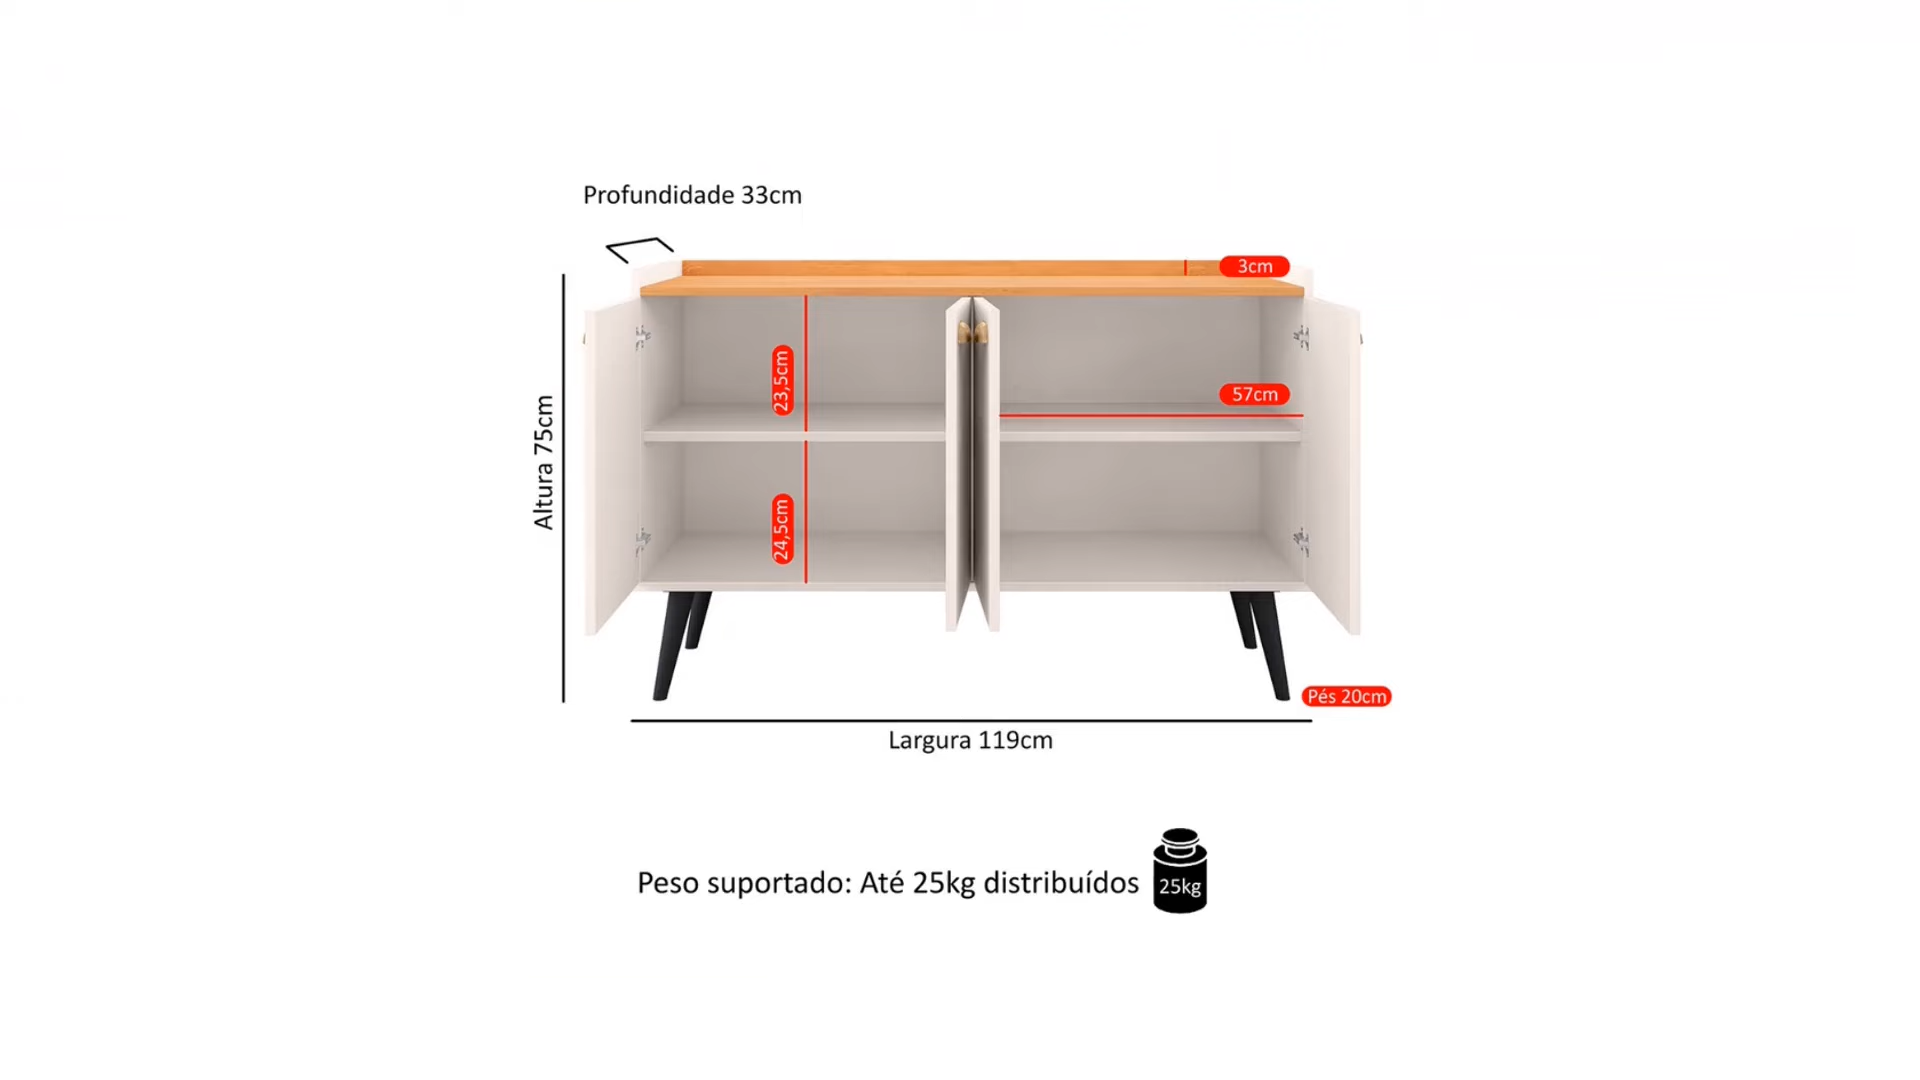 Profundidade 33cm
3cm
23,5cm
57cm
Altura 75cm
24,5cm
Pés 20cm
Largura 119cm
Peso suportado: Até 25kg distribuídos
25kg